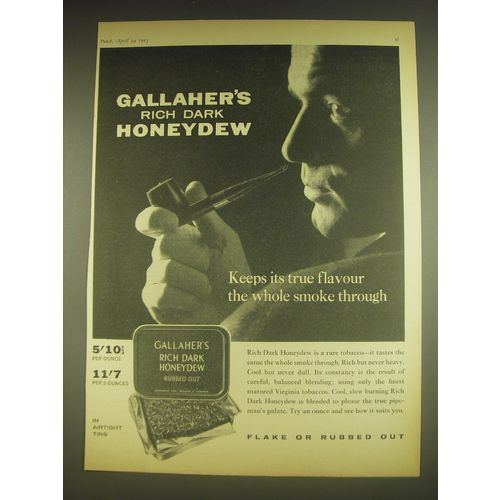 Punch, April 24 1963
GALLAHER'S
RICH DARK
HONEYDEW
Keeps its true flavour
the whole smoke through
5/10½
PER OUNCE
11/7
PER 2 OUNCES
IN
AIRTIGHT
TINS
GALLAHER'S
RICH DARK
HONEYDEW
RUBBED OUT
Rich Dark Honeydew is a rare tobacco—it tastes the
same the whole smoke through. Rich but never heavy.
Cool but never dull. Its constancy is the result of
careful, balanced blending; using only the finest
matured Virginia tobaccos. Cool, slow burning Rich
Dark Honeydew is blended to please the true pipe-
man's palate. Try an ounce and see how it suits you.
FLAKE OR RUBBED OUT